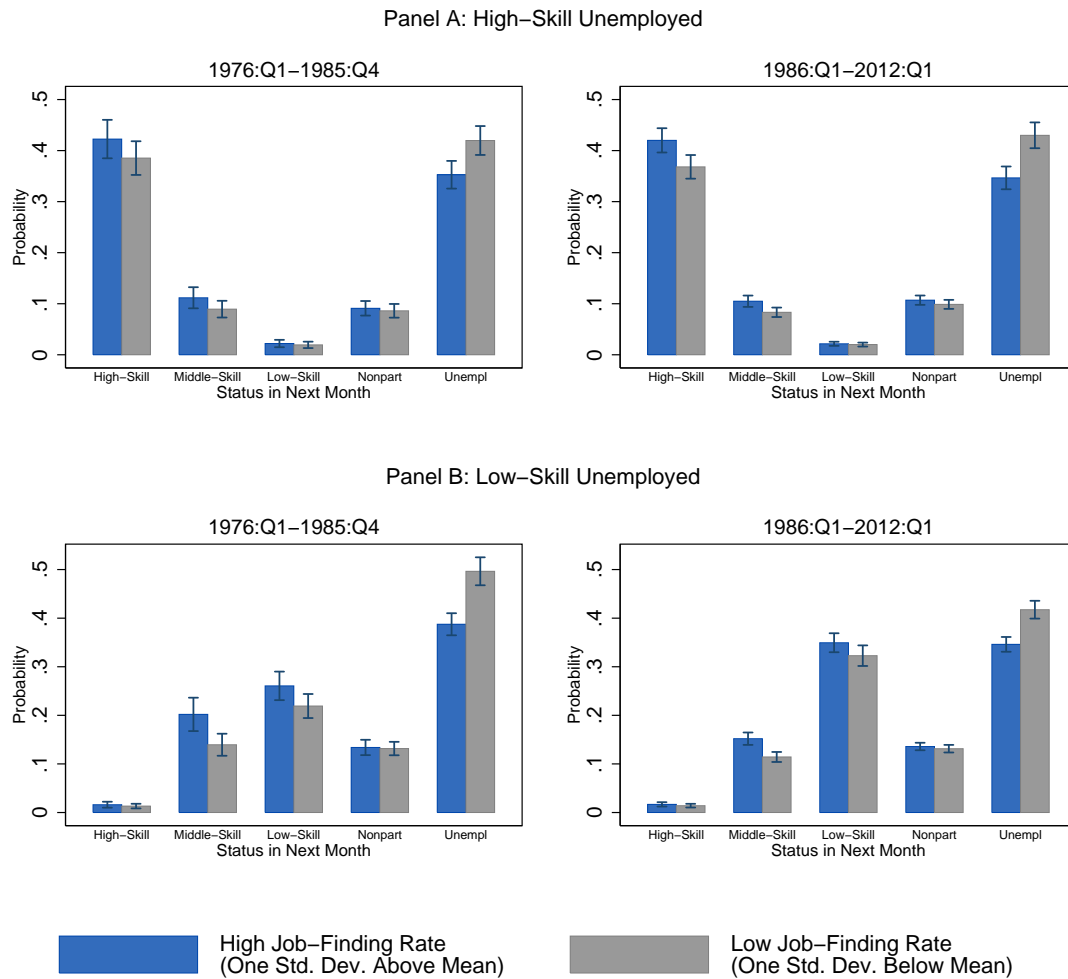 Panel A: High−Skill Unemployed
1976:Q1−1985:Q4
.5
.4
.3
.2
.1
0
Probability
High−Skill Middle−Skill Low−Skill Nonpart Unempl
Status in Next Month
1986:Q1−2012:Q1
.5
.4
.3
.2
.1
0
Probability
High−Skill Middle−Skill Low−Skill Nonpart Unempl
Status in Next Month
Panel B: Low−Skill Unemployed
1976:Q1−1985:Q4
.5
.4
.3
.2
.1
0
Probability
High−Skill Middle−Skill Low−Skill Nonpart Unempl
Status in Next Month
1986:Q1−2012:Q1
.5
.4
.3
.2
.1
0
Probability
High−Skill Middle−Skill Low−Skill Nonpart Unempl
Status in Next Month
High Job−Finding Rate
(One Std. Dev. Above Mean)
Low Job−Finding Rate
(One Std. Dev. Below Mean)